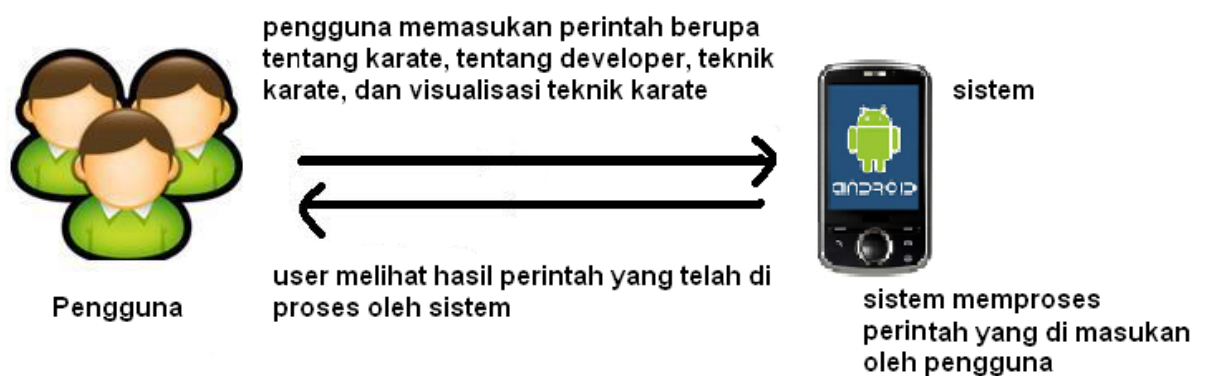 pengguna memasukan perintah berupa
tentang karate, tentang developer, teknik
karate, dan visualisasi teknik karate
sistem
ANDROID
user melihat hasil perintah yang telah di
proses oleh sistem
Pengguna
sistem memproses
perintah yang di masukan
oleh pengguna